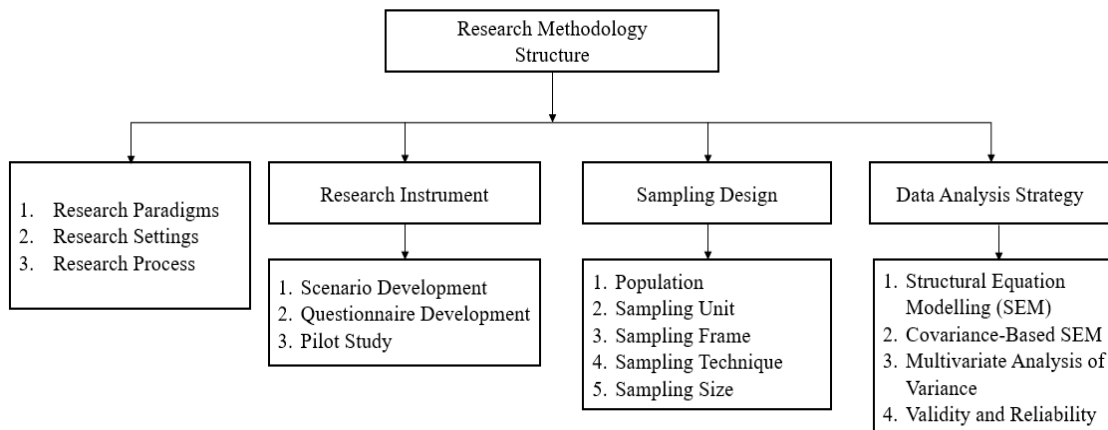 Research Methodology
Structure
1. Research Paradigms
2. Research Settings
3. Research Process
Research Instrument
1. Scenario Development
2. Questionnaire Development
3. Pilot Study
Sampling Design
1. Population
2. Sampling Unit
3. Sampling Frame
4. Sampling Technique
5. Sampling Size
Data Analysis Strategy
1. Structural Equation
Modelling (SEM)
2. Covariance-Based SEM
3. Multivariate Analysis of
Variance
4. Validity and Reliability